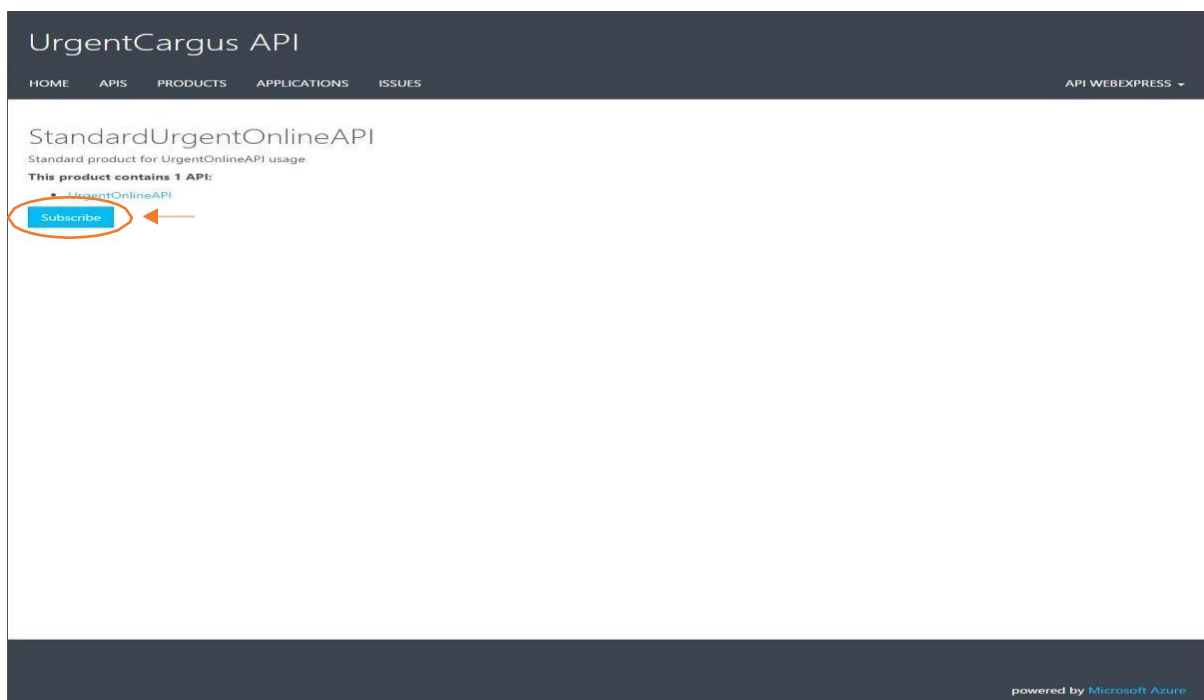 UrgentCargus API
HOME APIS PRODUCTS APPLICATIONS ISSUES API WEBEXPRESS
StandardUrgentOnlineAPI
Standard product for UrgentOnlineAPI usage
This product contains 1 API:
UrgentOnlineAPI
Subscribe
powered by Microsoft Azure